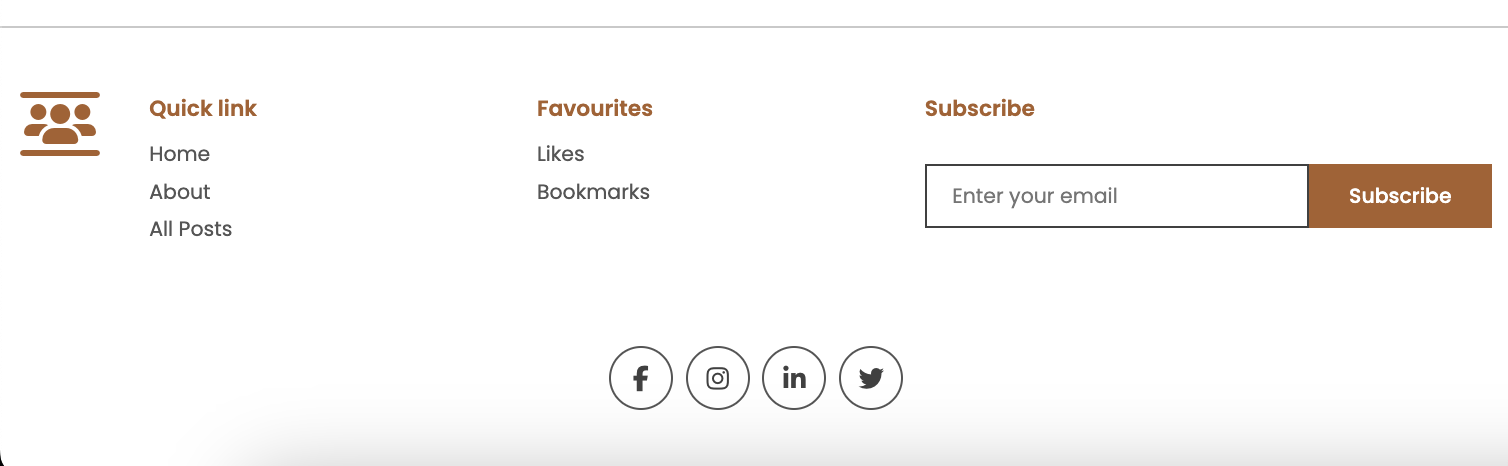 Quick link
Home
About
All Posts
Favourites
Likes
Bookmarks
Subscribe
Enter your email
Subscribe